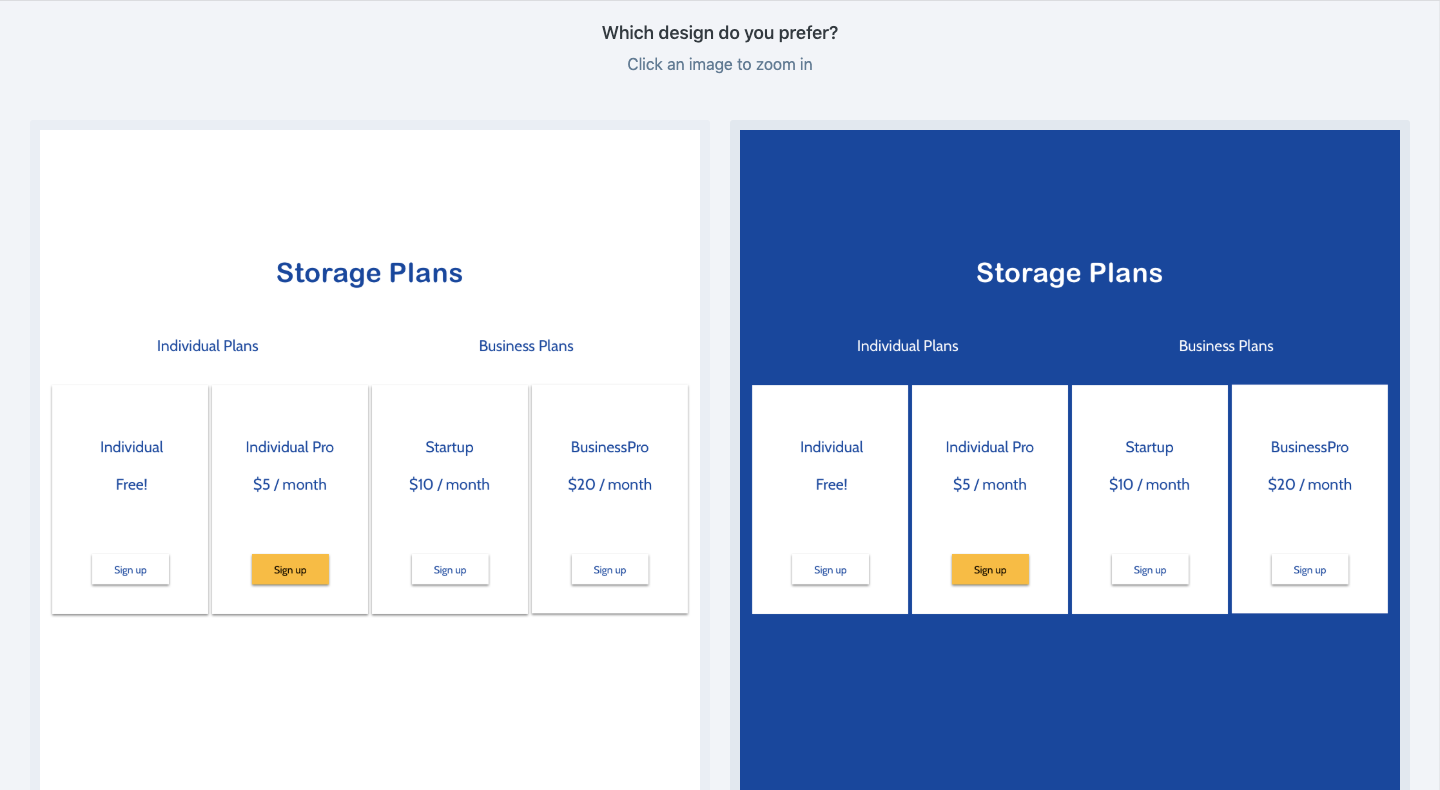 Which design do you prefer?
Click an image to zoom in
Storage Plans
Individual Plans Business Plans
Individual Individual Pro Startup BusinessPro
Free! $5 / month $10 / month $20 / month
Sign up Sign up Sign up Sign up
Storage Plans
Individual Plans Business Plans
Individual Individual Pro Startup BusinessPro
Free! $5 / month $10 / month $20 / month
Sign up Sign up Sign up Sign up